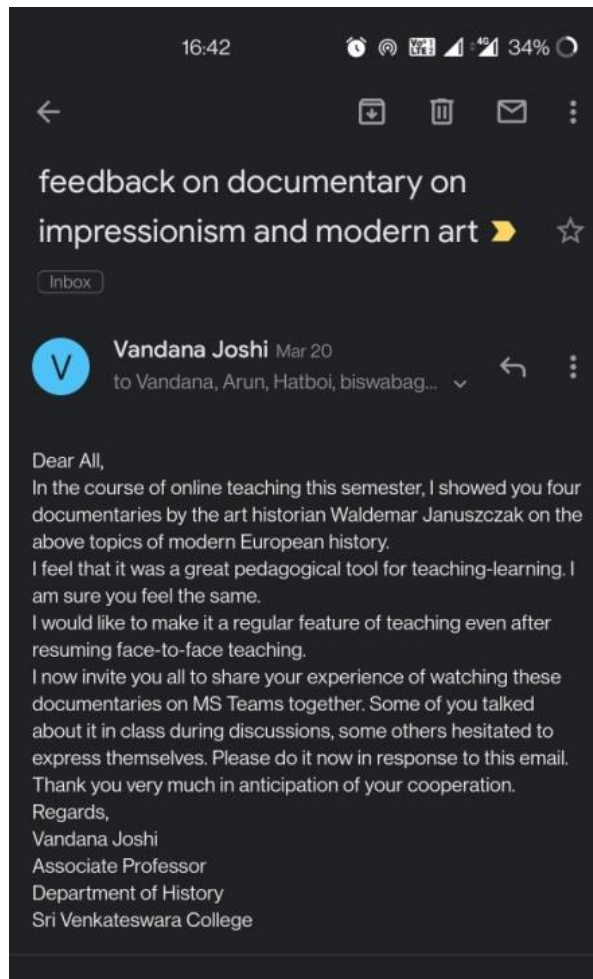 16:42 34%
feedback on documentary on
impressionism and modern art
Inbox
Vandana Joshi Mar 20
to Vandana, Arun, Hatboi, biswabag...
V
Dear All,
In the course of online teaching this semester, I showed you four
documentaries by the art historian Waldemar Januszczak on the
above topics of modern European history.
I feel that it was a great pedagogical tool for teaching-learning. I
am sure you feel the same.
I would like to make it a regular feature of teaching even after
resuming face-to-face teaching.
I now invite you all to share your experience of watching these
documentaries on MS Teams together. Some of you talked
about it in class during discussions, some others hesitated to
express themselves. Please do it now in response to this email.
Thank you very much in anticipation of your cooperation.
Regards,
Vandana Joshi
Associate Professor
Department of History
Sri Venkateswara College